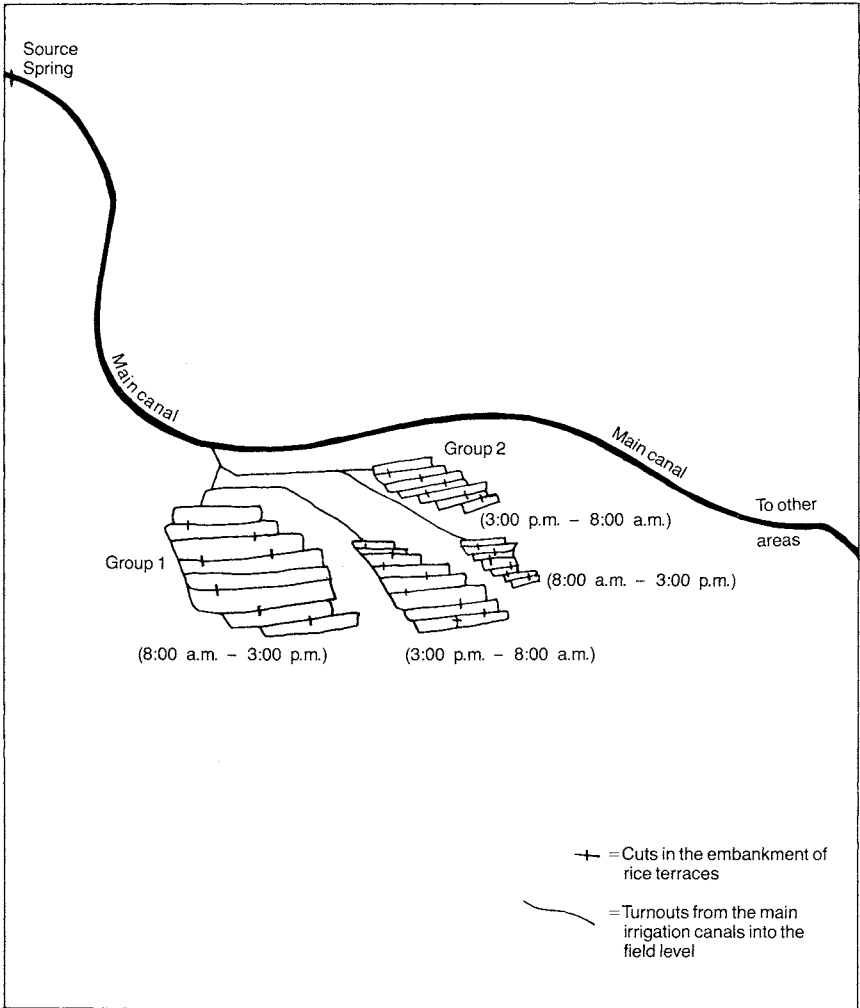 Source
Spring
Main canal
Group 2
Main canal
To other
areas
(3:00 p.m. – 8:00 a.m.)
Group 1
(8:00 a.m. – 3:00 p.m.)
(8:00 a.m. – 3:00 p.m.)
(3:00 p.m. – 8:00 a.m.)
=Cuts in the embankment of
rice terraces
=Turnouts from the main
irrigation canals into the
field level